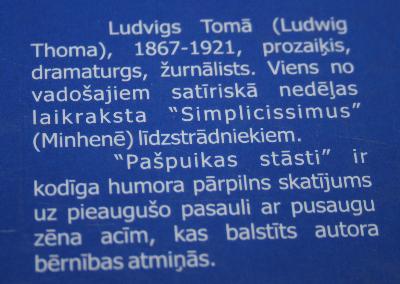 Ludvigs Tomā (Ludwig
Thoma), 1867-1921, prozaiķis,
dramaturgs, žurnālists. Viens no
vadošajiem satīriskā nedēļas
laikraksta “Simplicissimus”
(Minhenē) līdzstrādniekiem.
“Pašpuikas stāsti” ir
kodīga humora pārpilns skatījums
uz pieaugušo pasauli ar pusaugu
zēna acīm, kas balstīts autora
bērnības atmiņās.